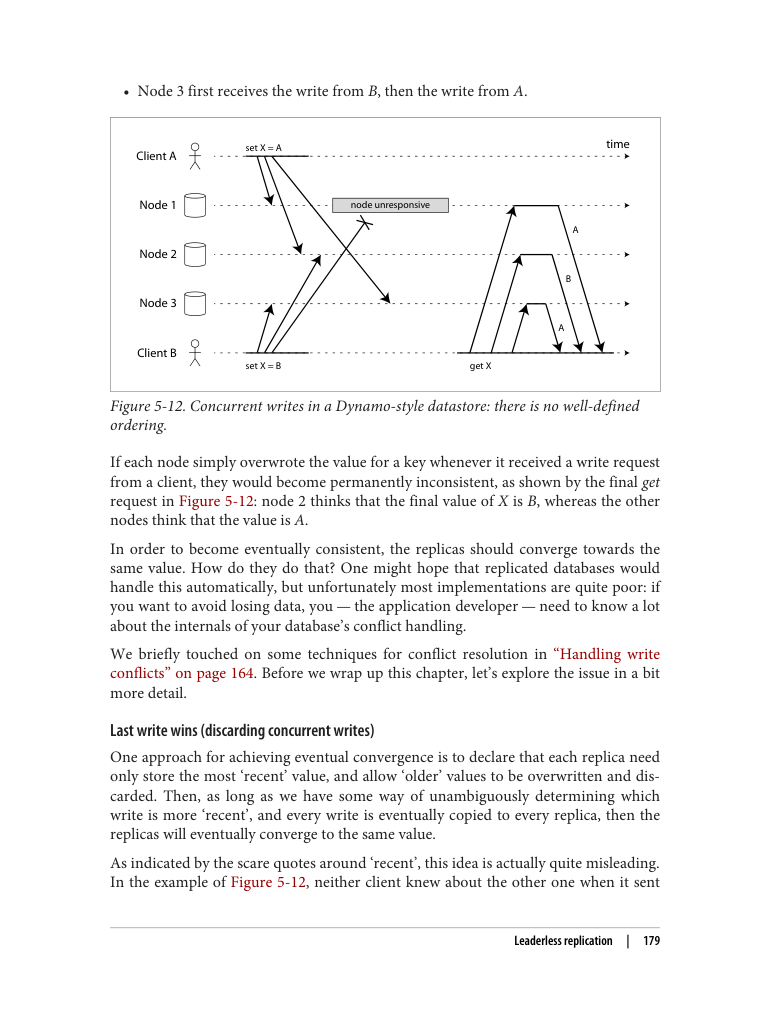 • Node 3 first receives the write from B, then the write from A.
time
Client A
set X = A
Node 1
node unresponsive
A
Node 2
B
Node 3
A
Client B
set X = B
get X
Figure 5-12. Concurrent writes in a Dynamo-style datastore: there is no well-defined
ordering.
If each node simply overwrote the value for a key whenever it received a write request
from a client, they would become permanently inconsistent, as shown by the final get
request in Figure 5-12: node 2 thinks that the final value of X is B, whereas the other
nodes think that the value is A.
In order to become eventually consistent, the replicas should converge towards the
same value. How do they do that? One might hope that replicated databases would
handle this automatically, but unfortunately most implementations are quite poor: if
you want to avoid losing data, you — the application developer — need to know a lot
about the internals of your database’s conflict handling.
We briefly touched on some techniques for conflict resolution in “Handling write
conflicts” on page 164. Before we wrap up this chapter, let’s explore the issue in a bit
more detail.
Last write wins (discarding concurrent writes)
One approach for achieving eventual convergence is to declare that each replica need
only store the most ‘recent’ value, and allow ‘older’ values to be overwritten and dis-
carded. Then, as long as we have some way of unambiguously determining which
write is more ‘recent’, and every write is eventually copied to every replica, then the
replicas will eventually converge to the same value.
As indicated by the scare quotes around ‘recent’, this idea is actually quite misleading.
In the example of Figure 5-12, neither client knew about the other one when it sent
Leaderless replication | 179